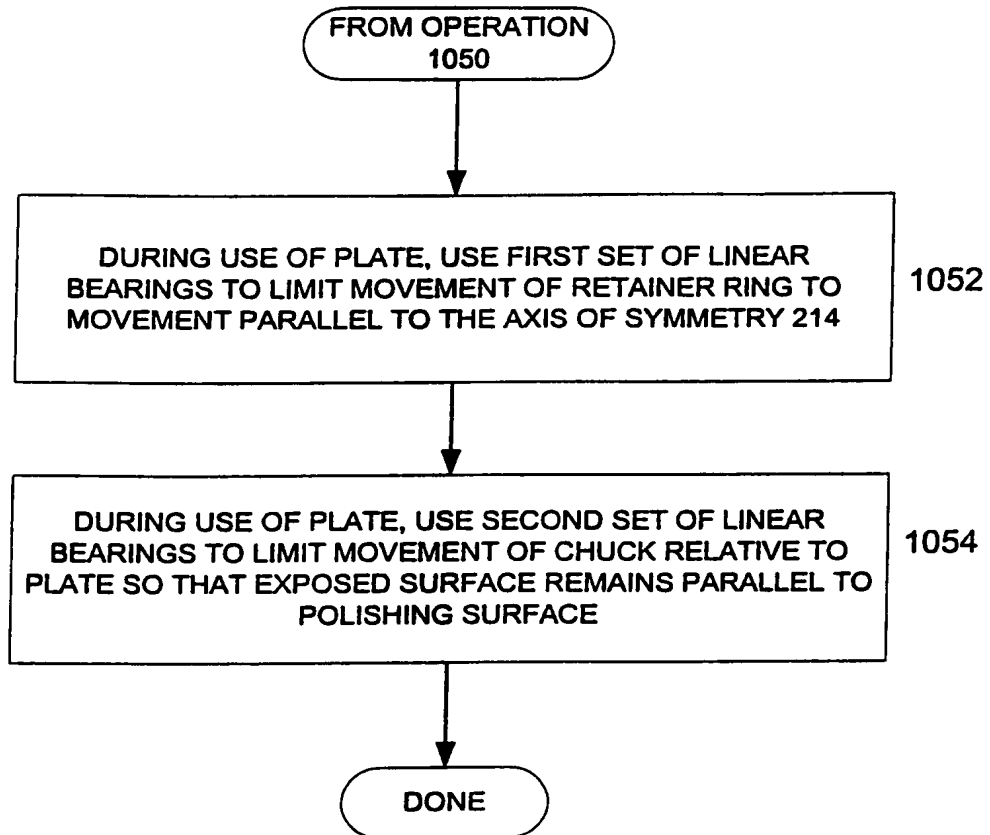 FROM OPERATION
1050
DURING USE OF PLATE, USE FIRST SET OF LINEAR
BEARINGS TO LIMIT MOVEMENT OF RETAINER RING TO
MOVEMENT PARALLEL TO THE AXIS OF SYMMETRY 214
1052
DURING USE OF PLATE, USE SECOND SET OF LINEAR
BEARINGS TO LIMIT MOVEMENT OF CHUCK RELATIVE TO
PLATE SO THAT EXPOSED SURFACE REMAINS PARALLEL TO
POLISHING SURFACE
1054
DONE